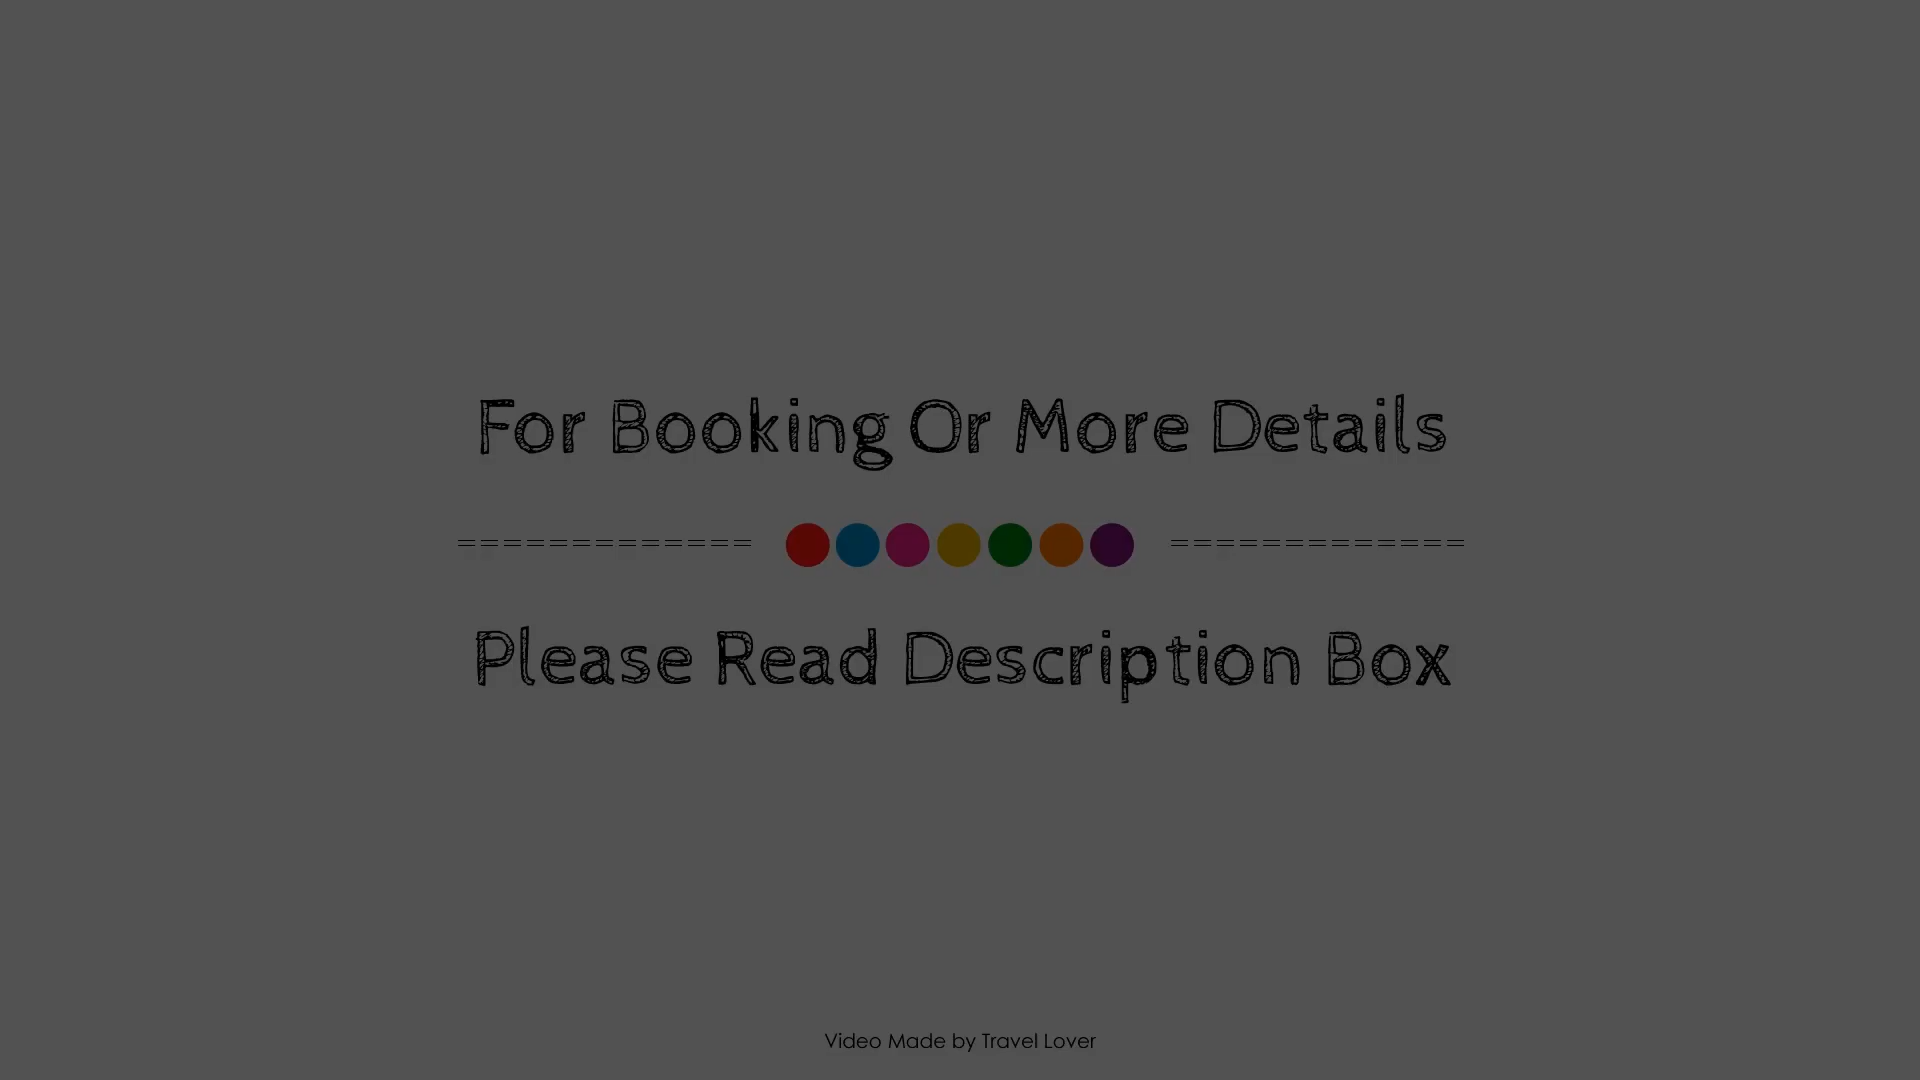 For Booking Or More Details
============= =============
Please Read Description Box
Video Made by Travel Lover